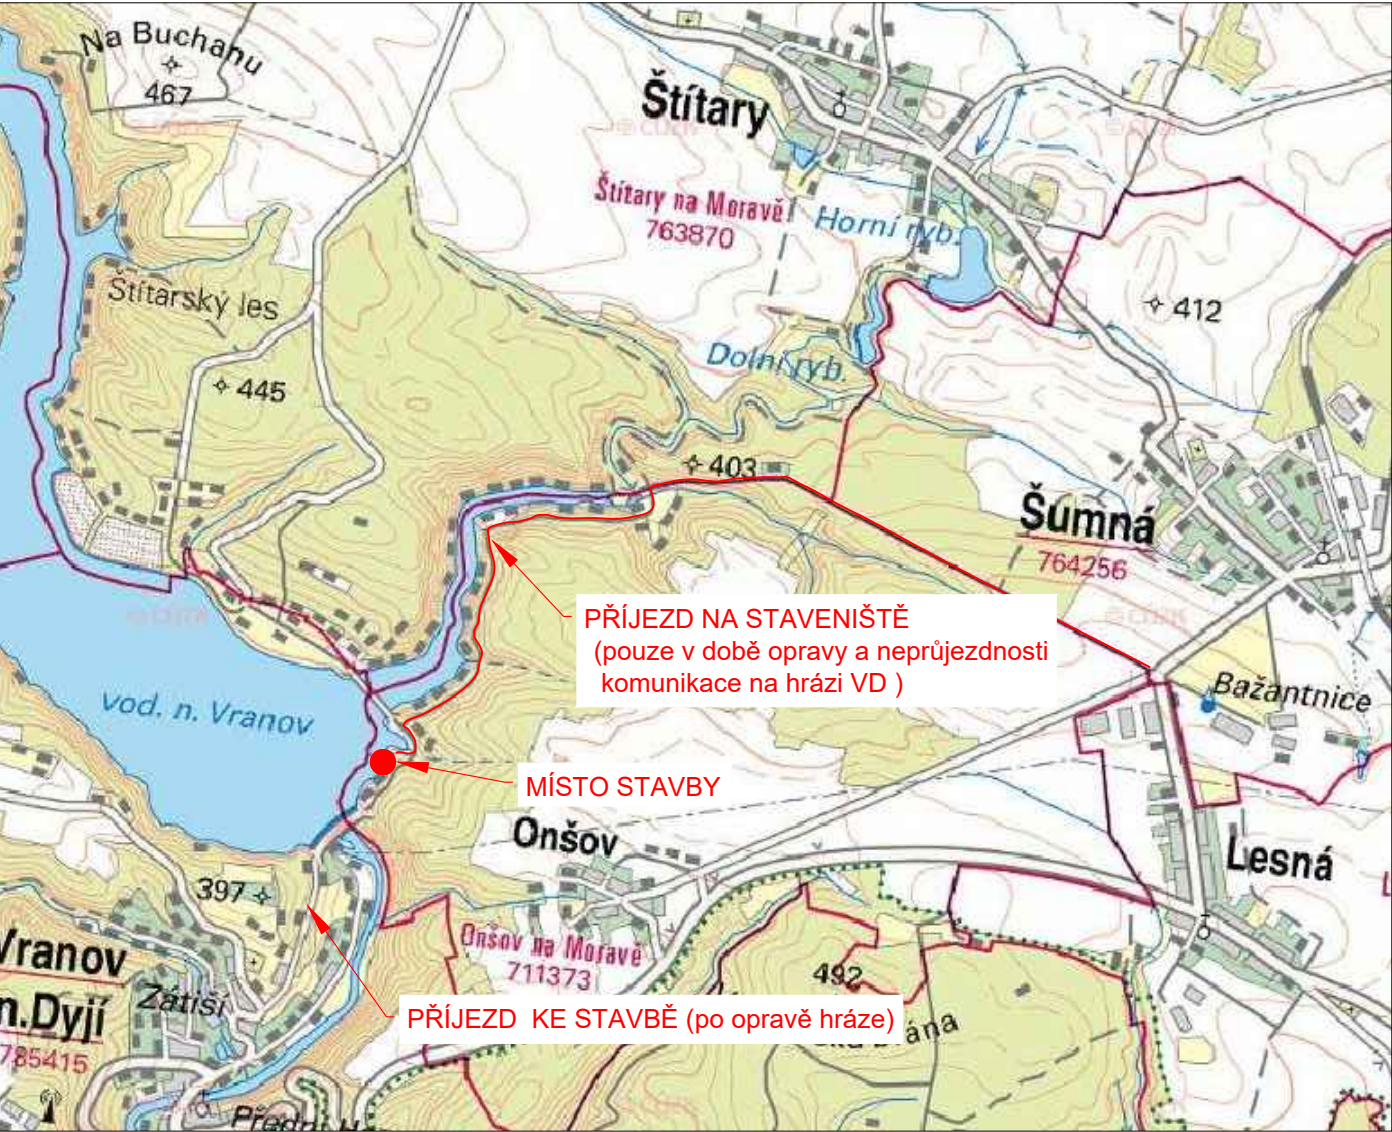 Na Buchanu
467
Štítary
Štítary na Moravě
763870
Horní ryb.
Štítarský les
412
Dolní ryb.
445
403
Šumná
764256
PŘÍJEZD NA STAVENIŠTĚ
(pouze v době opravy a neprůjezdnosti
komunikace na hrázi VD )
Bažantnice
vod. n. Vranov
MÍSTO STAVBY
Onšov
Lesná
397
Onšov na Moravě
711373
492
Vranov
n.Dyjí
Zátiší
785415
PŘÍJEZD KE STAVBĚ (po opravě hráze)
Přední